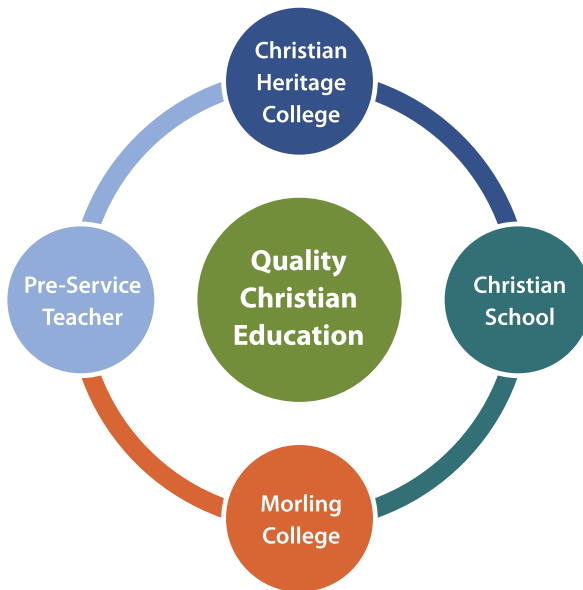 Christian
Heritage
College
Pre-Service
Teacher
Quality
Christian
Education
Christian
School
Morling
College